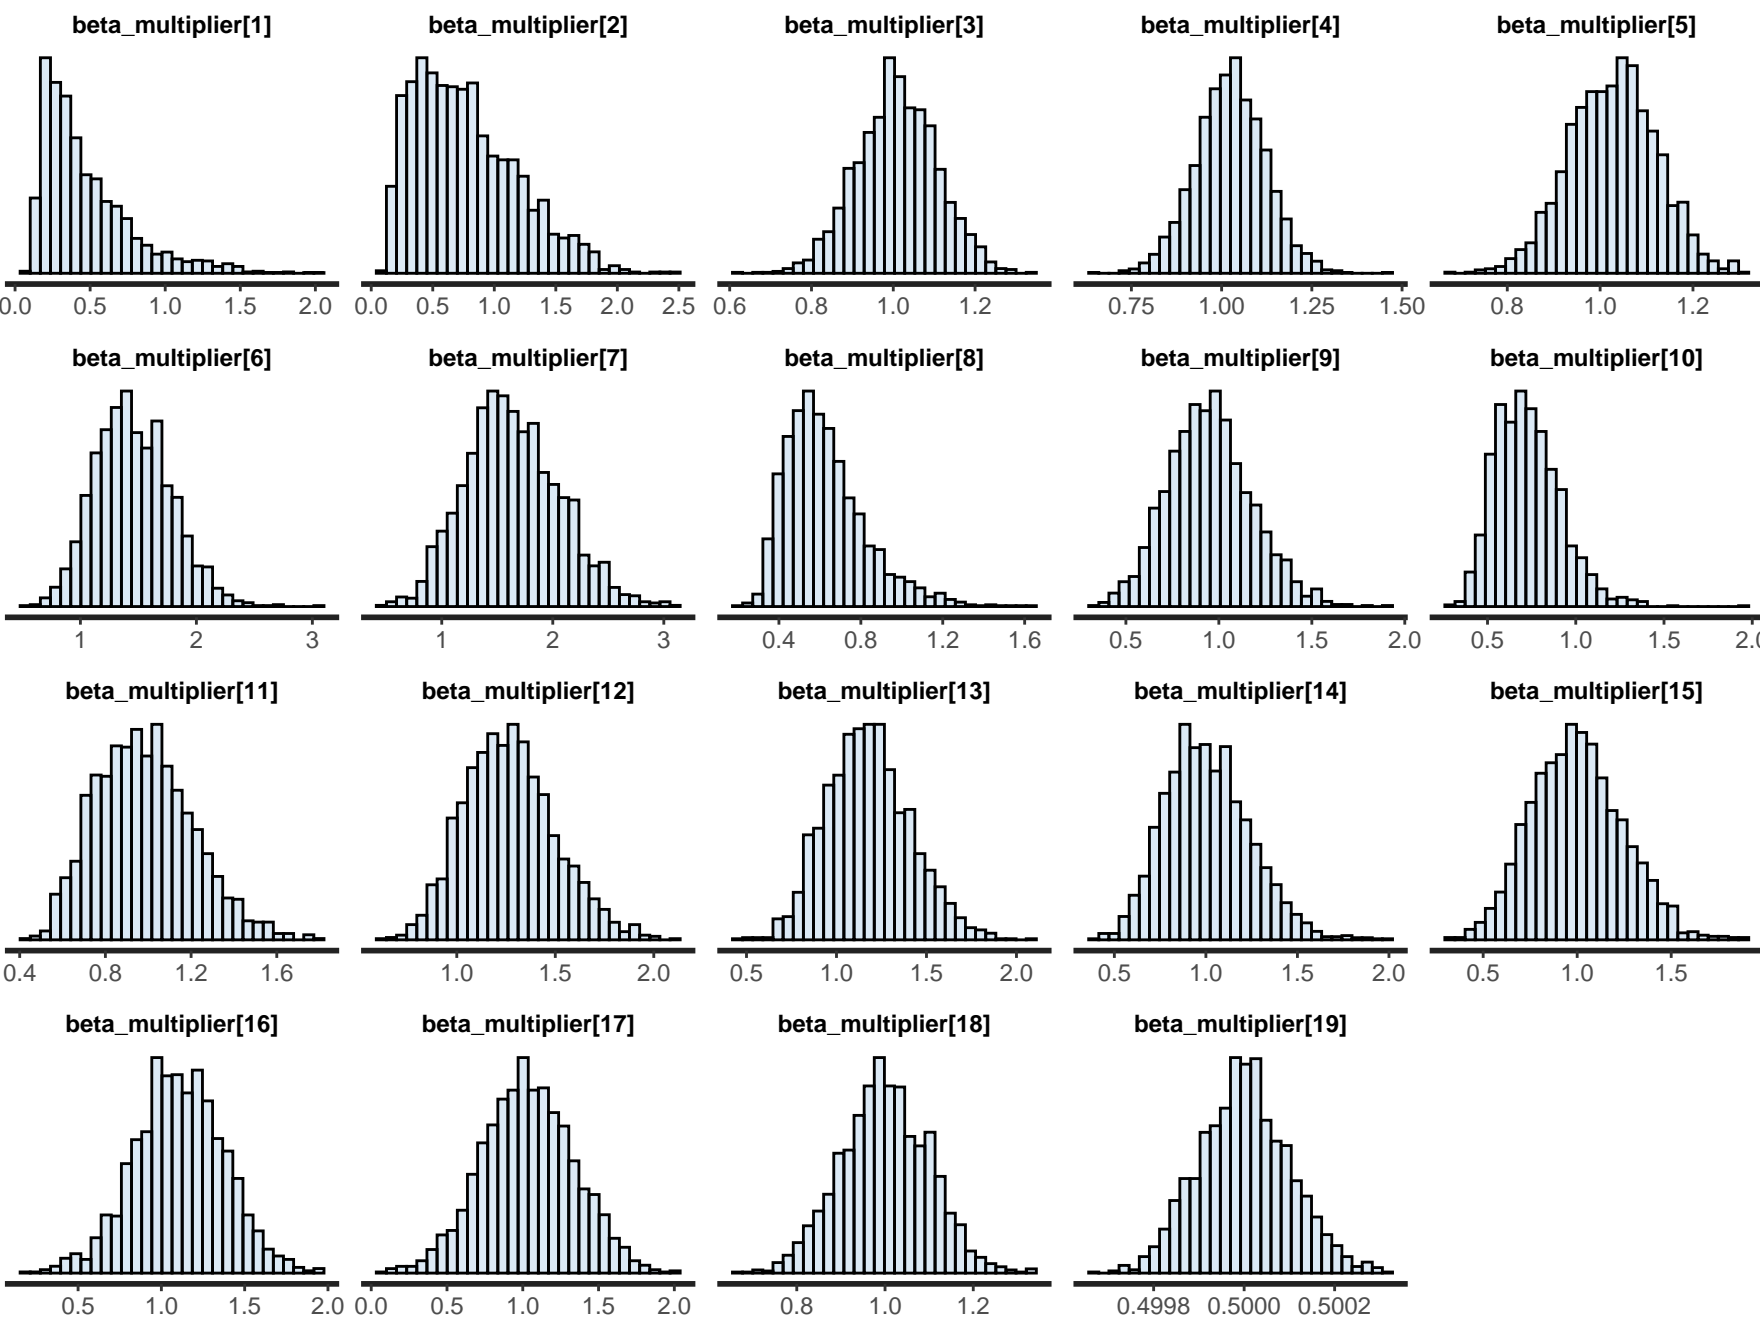 beta_multiplier[1] beta_multiplier[2] beta_multiplier[3] beta_multiplier[4] beta_multiplier[5]
0.0 0.5 1.0 1.5 2.0 0.0 0.5 1.0 1.5 2.0 2.5 0.6 0.8 1.0 1.2 0.75 1.00 1.25 1.50 0.8 1.0 1.2
beta_multiplier[6] beta_multiplier[7] beta_multiplier[8] beta_multiplier[9] beta_multiplier[10]
1 2 3 1 2 3 0.4 0.8 1.2 1.6 0.5 1.0 1.5 2.0 0.5 1.0 1.5 2.0
beta_multiplier[11] beta_multiplier[12] beta_multiplier[13] beta_multiplier[14] beta_multiplier[15]
0.4 0.8 1.2 1.6 1.0 1.5 2.0 0.5 1.0 1.5 2.0 0.5 1.0 1.5 2.0 0.5 1.0 1.5
beta_multiplier[16] beta_multiplier[17] beta_multiplier[18] beta_multiplier[19]
0.5 1.0 1.5 2.0 0.0 0.5 1.0 1.5 2.0 0.8 1.0 1.2 0.4998 0.5000 0.5002